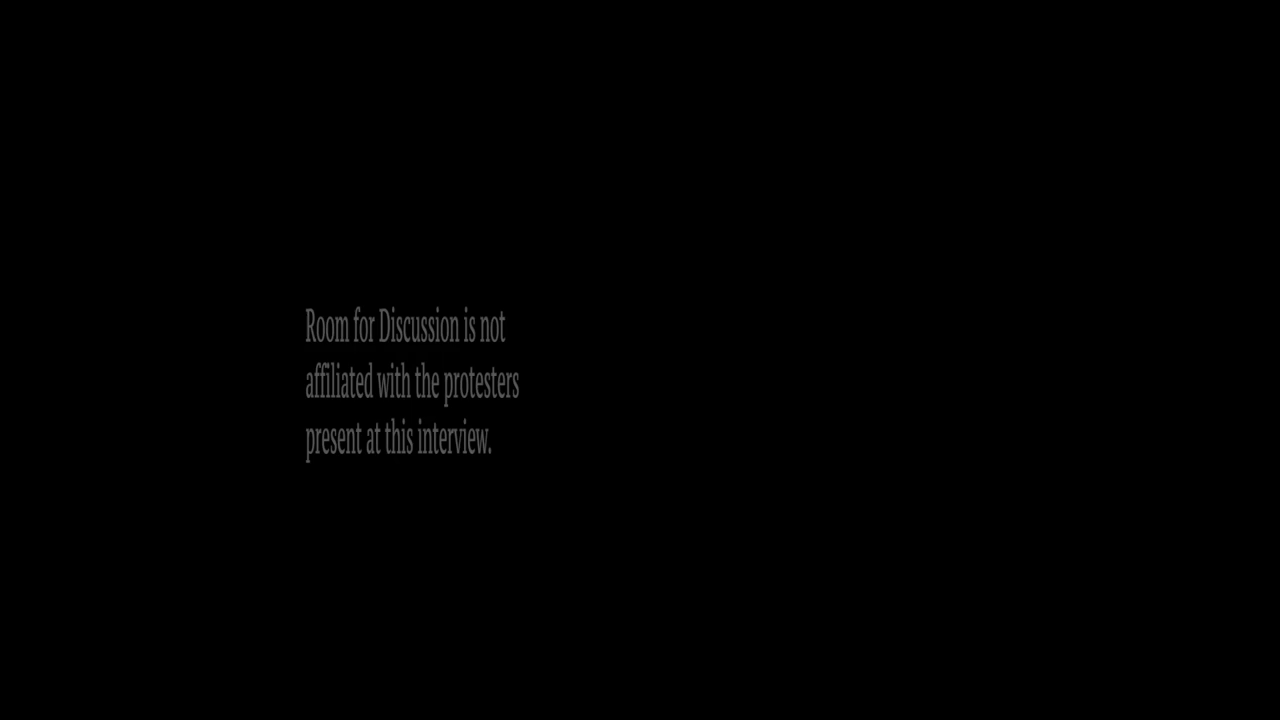 Room for Discussion is not
affiliated with the protesters
present at this interview.